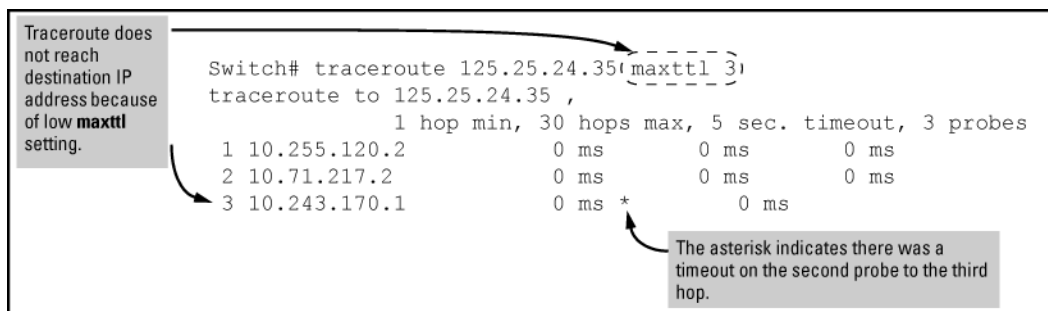 Traceroute does
not reach
destination IP
address because
of low maxttl
setting.
Switch# traceroute 125.25.24.35 maxttl 3
traceroute to 125.25.24.35 ,
1 hop min, 30 hops max, 5 sec. timeout, 3 probes
1 10.255.120.2 0 ms 0 ms 0 ms
2 10.71.217.2 0 ms 0 ms 0 ms
3 10.243.170.1 0 ms * 0 ms
The asterisk indicates there was a
timeout on the second probe to the third
hop.